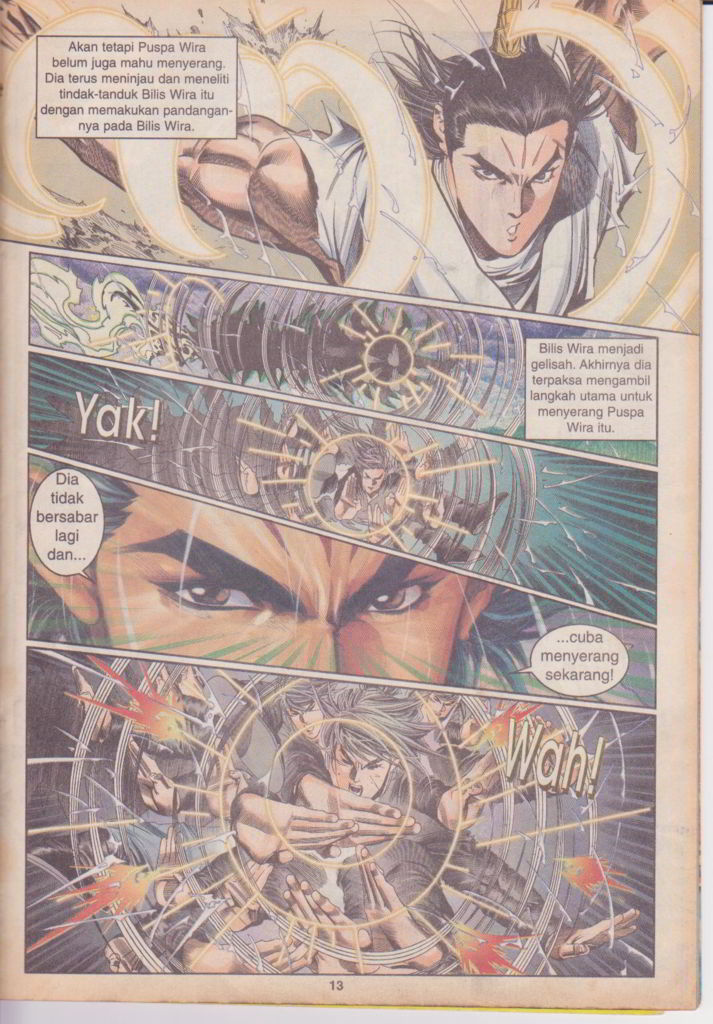 Akan tetapi Puspa Wira
belum juga mahu menyerang.
Dia terus meninjau dan meneliti
tindak-tanduk Bilis Wira itu
dengan memakukan pandangan-
nya pada Bilis Wira.
Bilis Wira menjadi
gelisah. Akhirnya dia
terpaksa mengambil
langkah utama untuk
menyerang Puspa
Wira itu.
Yak!
Dia
tidak
bersabar
lagi
dan...
...cuba
menyerang
sekarang!
Wah!
13